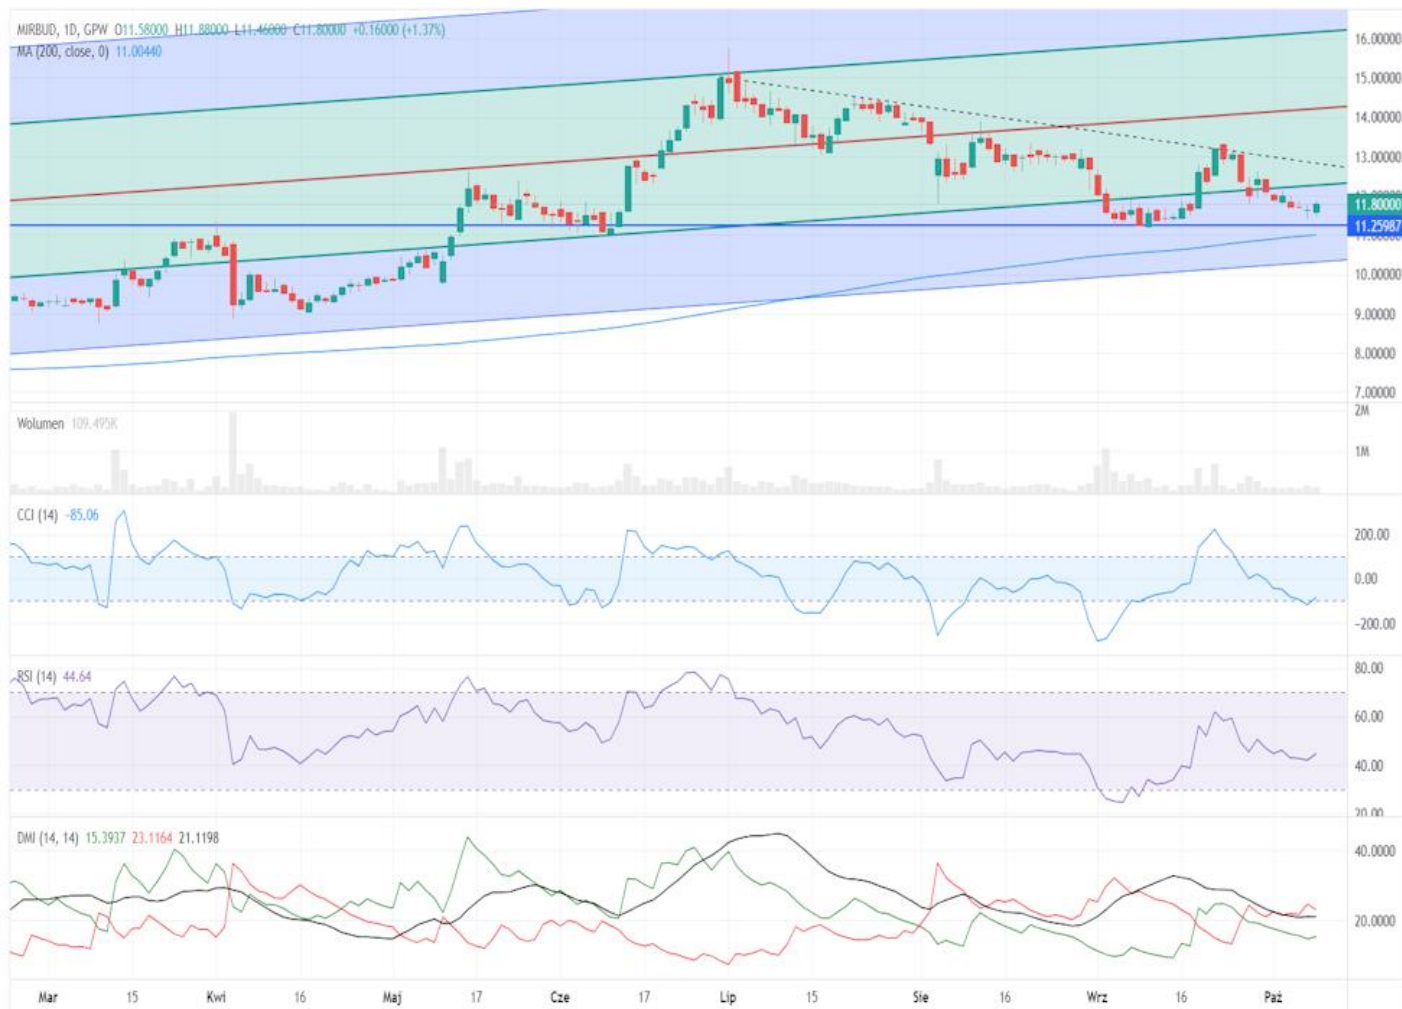 MIRBUD, 1D, GPW O11.58000 H11.88000 L11.46000 C11.80000 +0.16000 (+1.37%)
MA (200, close, 0) 11.00440
16.00000
15.00000
14.00000
13.00000
12.00000
11.80000
11.25987
11.00000
10.00000
9.00000
8.00000
7.00000
Wolumen 109.495K
2M
1M
CCI (14) -85.06
200.00
0.00
-200.00
RSI (14) 44.64
80.00
60.00
40.00
20.00
DMI (14, 14) 15.3937 23.1164 21.1198
40.0000
20.0000
Mar 15 Kwi 16 Maj 17 Cze 17 Lip 15 Sie 16 Wrz 16 Paź